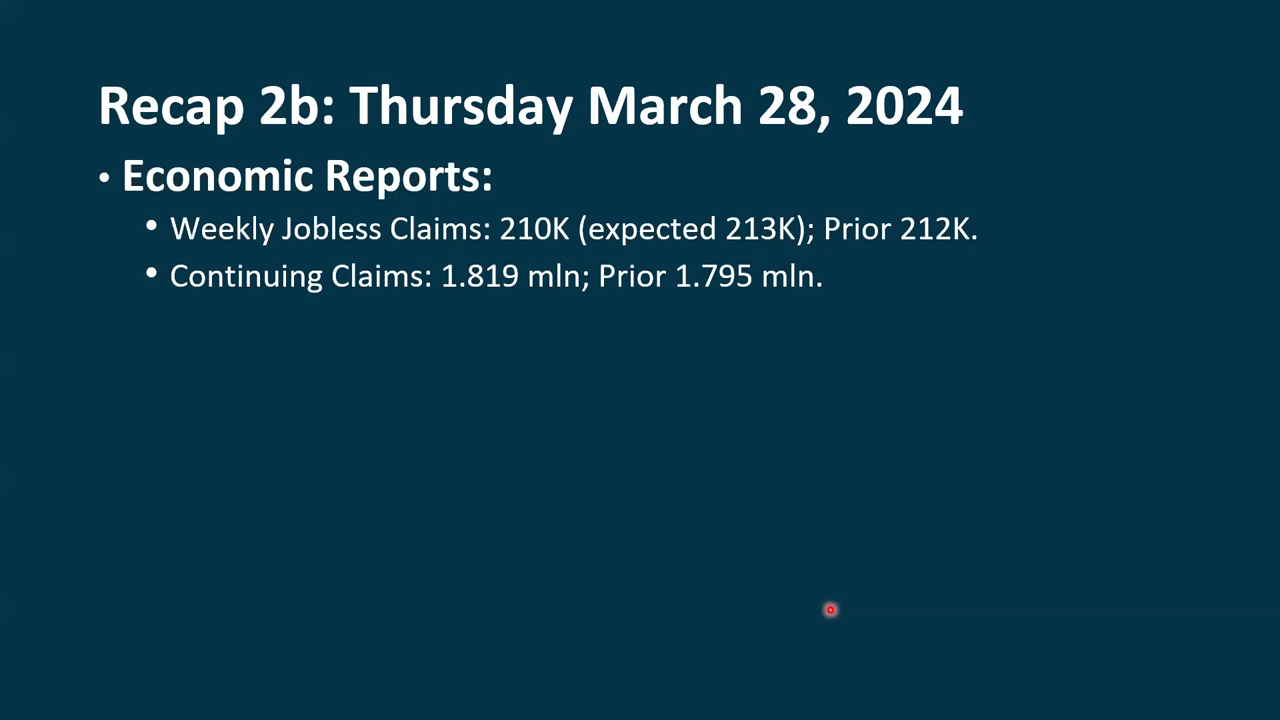 Recap 2b: Thursday March 28, 2024
• Economic Reports:
• Weekly Jobless Claims: 210K (expected 213K); Prior 212K.
• Continuing Claims: 1.819 mln; Prior 1.795 mln.